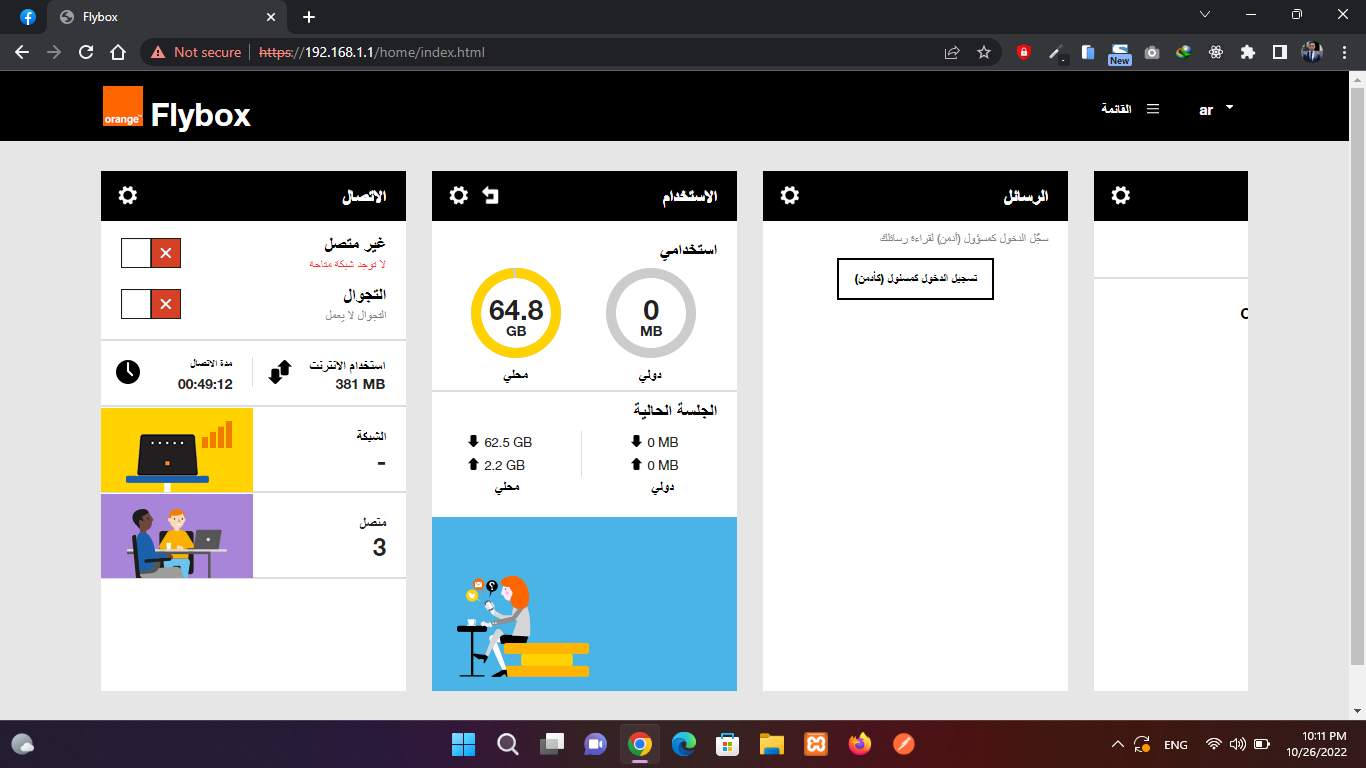 Flybox
Not secure
https://192.168.1.1/home/index.html
New
orange™
Flybox
القائمة
ar
الاتصال
غير متصل
لا توجد شبكة متاحة
التجوال
التجوال لا يعمل
استخدام الانترنت
381 MB
مدة الاتصال
00:49:12
الشبكة
-
متصل
3
الاستخدام
استخدامي
0
MB
دولي
64.8
GB
محلي
الجلسة الحالية
0 MB
0 MB
دولي
62.5 GB
2.2 GB
محلي
الرسائل
سجّل الدخول كمسؤول (أدمن) لقراءة رسائلك
تسجيل الدخول كمسئول (كأدمن)
ENG
10:11 PM
10/26/2022